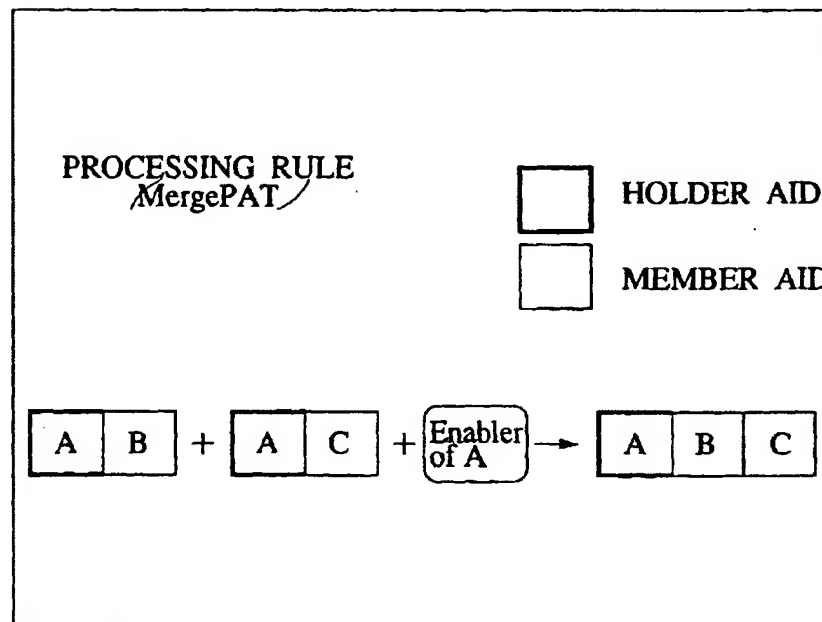 PROCESSING RULE
MergePAT
HOLDER AID
MEMBER AID
A B + A C + Enabler of A → A B C